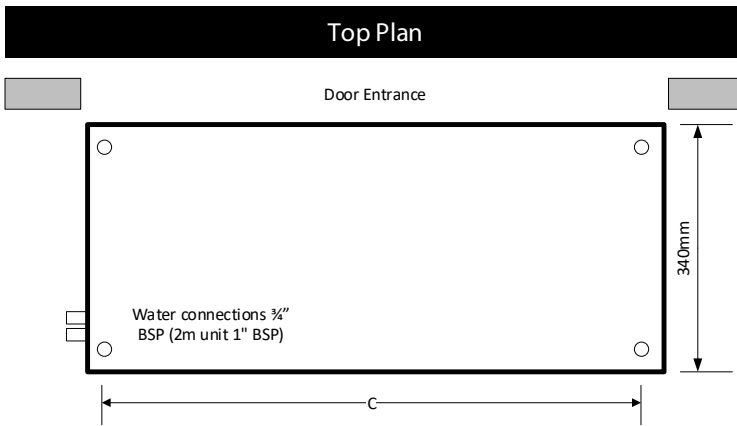 Top Plan
Door Entrance
340mm
Water connections ¾”
BSP (2m unit 1" BSP)
C